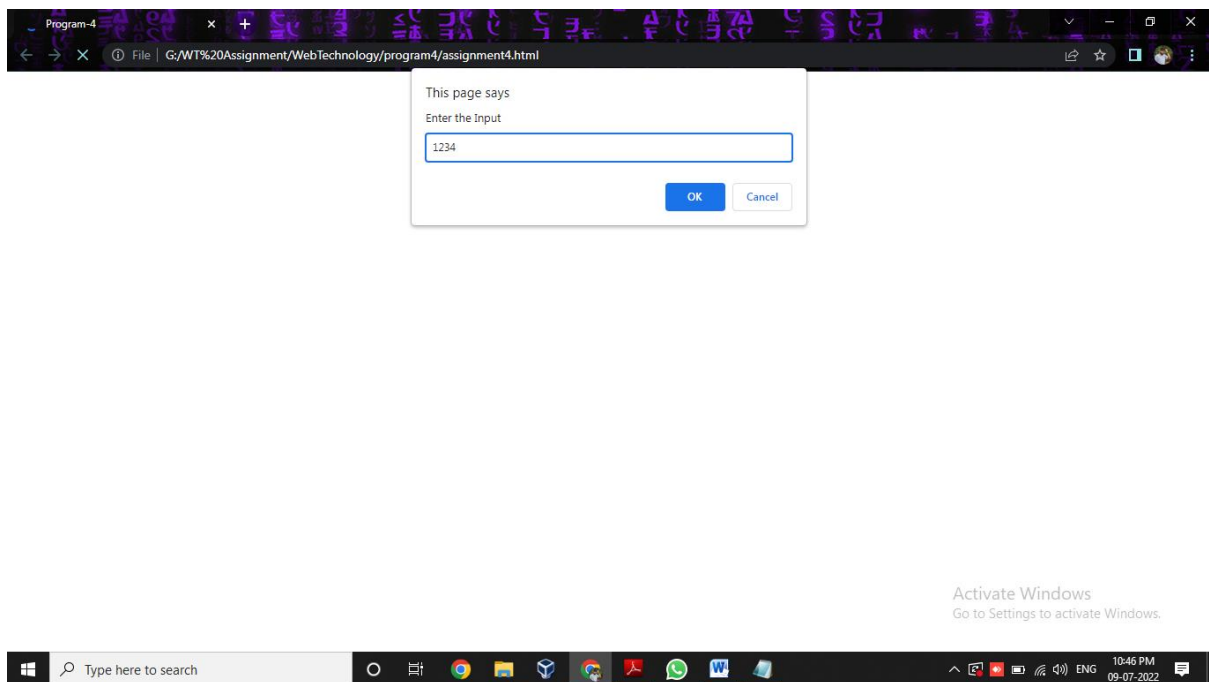 Program-4
File | G:/WT%20Assignment/WebTechnology/program4/assignment4.html
This page says
Enter the Input
1234
OK Cancel
Activate Windows
Go to Settings to activate Windows.
Type here to search
ENG
10:46 PM
09-07-2022